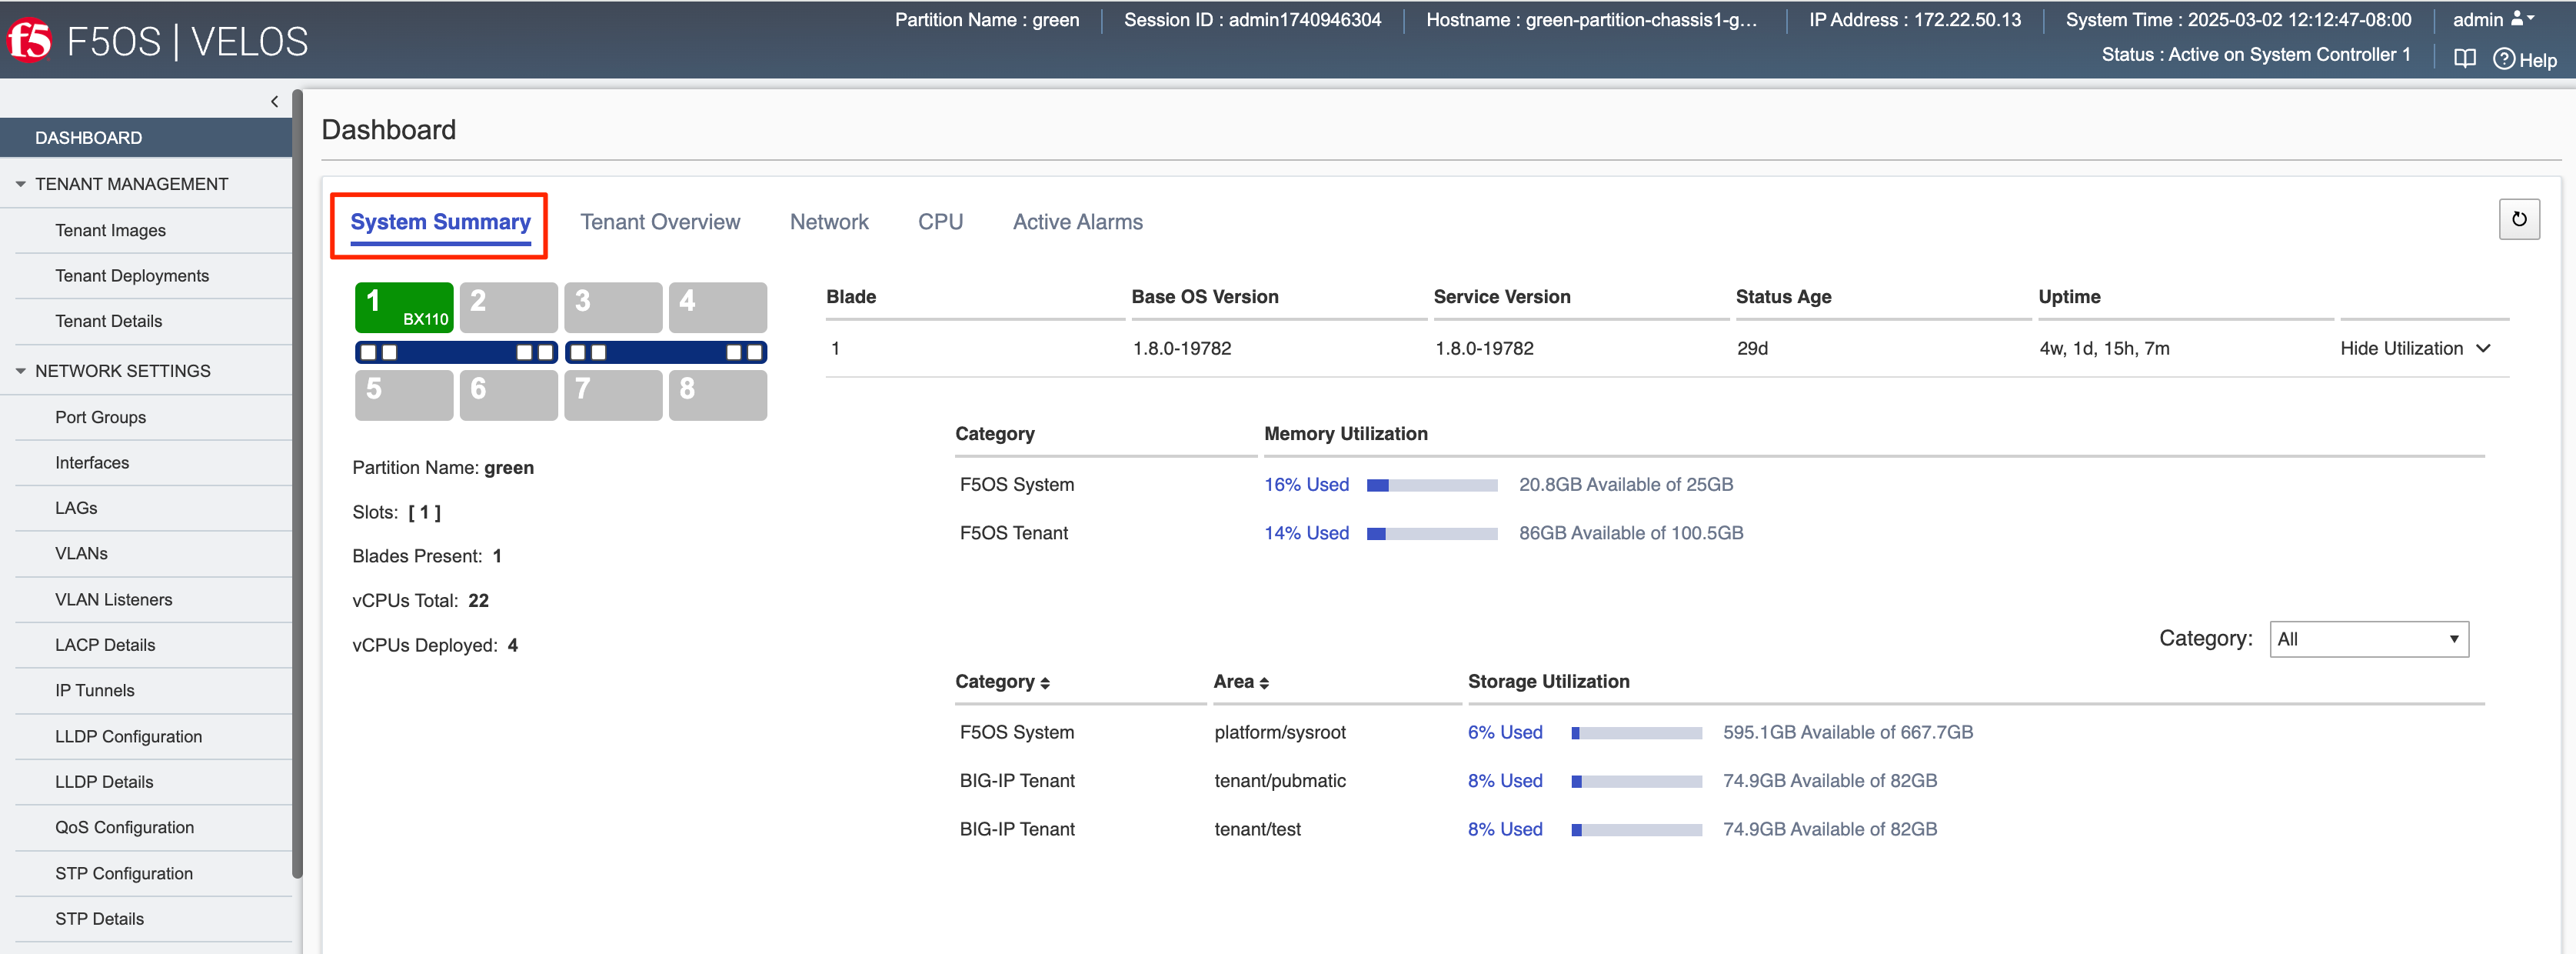 f5 F5OS | VELOS
Partition Name : green
Session ID : admin1740946304
Hostname : green-partition-chassis1-g...
IP Address : 172.22.50.13
System Time : 2025-03-02 12:12:47-08:00
admin
Status : Active on System Controller 1
Help
DASHBOARD
TENANT MANAGEMENT
Tenant Images
Tenant Deployments
Tenant Details
NETWORK SETTINGS
Port Groups
Interfaces
LAGs
VLANs
VLAN Listeners
LACP Details
IP Tunnels
LLDP Configuration
LLDP Details
QoS Configuration
STP Configuration
STP Details
Dashboard
System Summary Tenant Overview Network CPU Active Alarms
1 BX110 2 3 4
5 6 7 8
Partition Name: green
Slots: [ 1 ]
Blades Present: 1
vCPUs Total: 22
vCPUs Deployed: 4
Blade Base OS Version Service Version Status Age Uptime
1 1.8.0-19782 1.8.0-19782 29d 4w, 1d, 15h, 7m Hide Utilization
Category Memory Utilization
F5OS System 16% Used 20.8GB Available of 25GB
F5OS Tenant 14% Used 86GB Available of 100.5GB
Category: All
Category Area Storage Utilization
F5OS System platform/sysroot 6% Used 595.1GB Available of 667.7GB
BIG-IP Tenant tenant/pubmatic 8% Used 74.9GB Available of 82GB
BIG-IP Tenant tenant/test 8% Used 74.9GB Available of 82GB